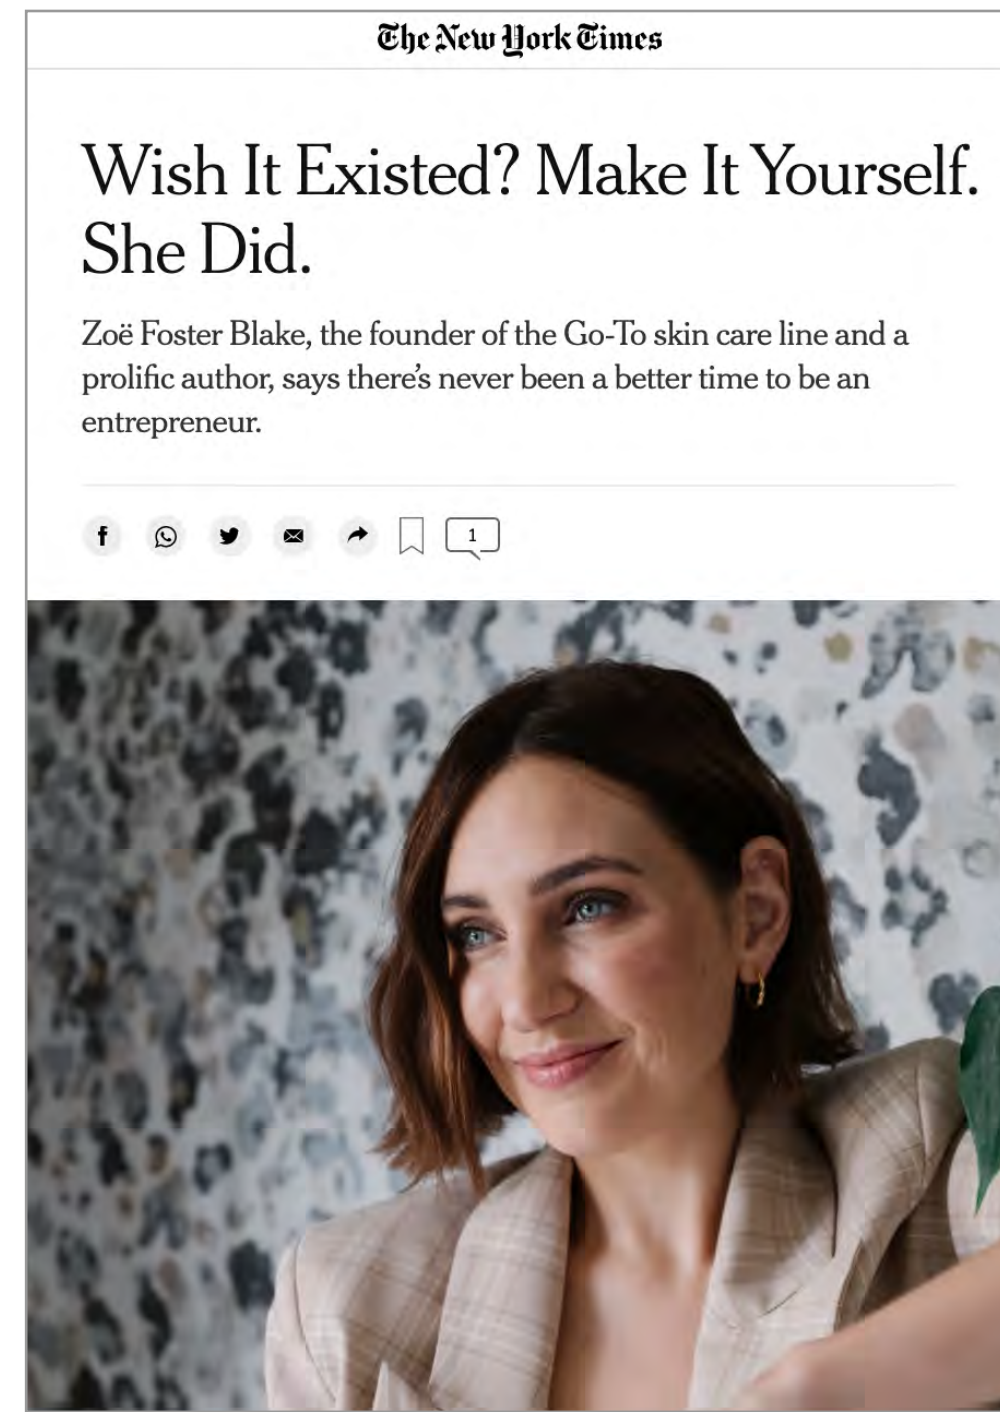 The New York Times
Wish It Existed? Make It Yourself.
She Did.
Zoë Foster Blake, the founder of the Go-To skin care line and a
prolific author, says there’s never been a better time to be an
entrepreneur.
1